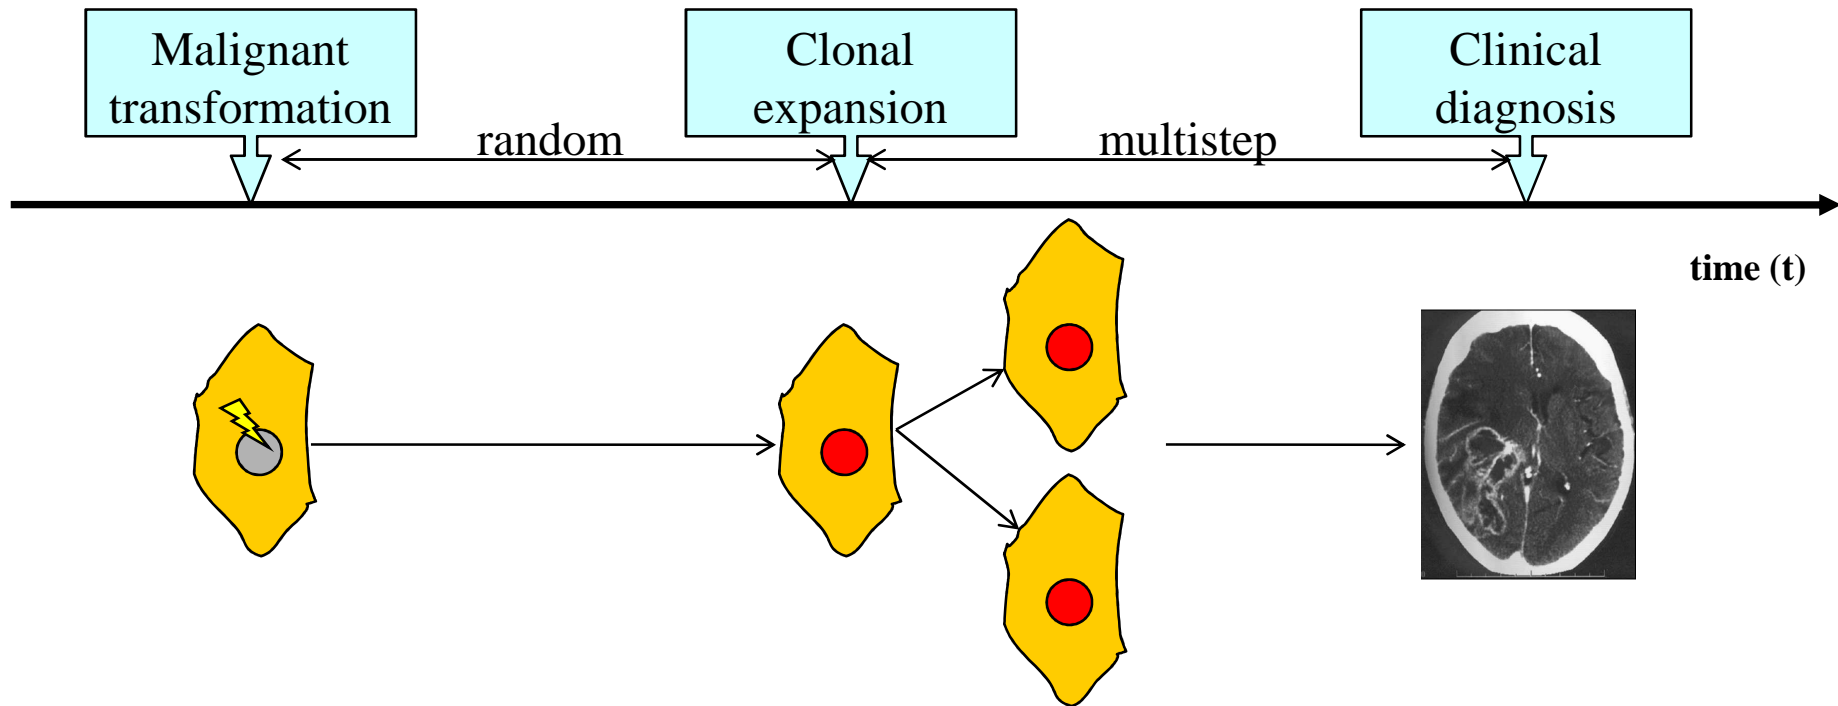 Malignant
transformation
Clonal
expansion
Clinical
diagnosis
random
multistep
time (t)